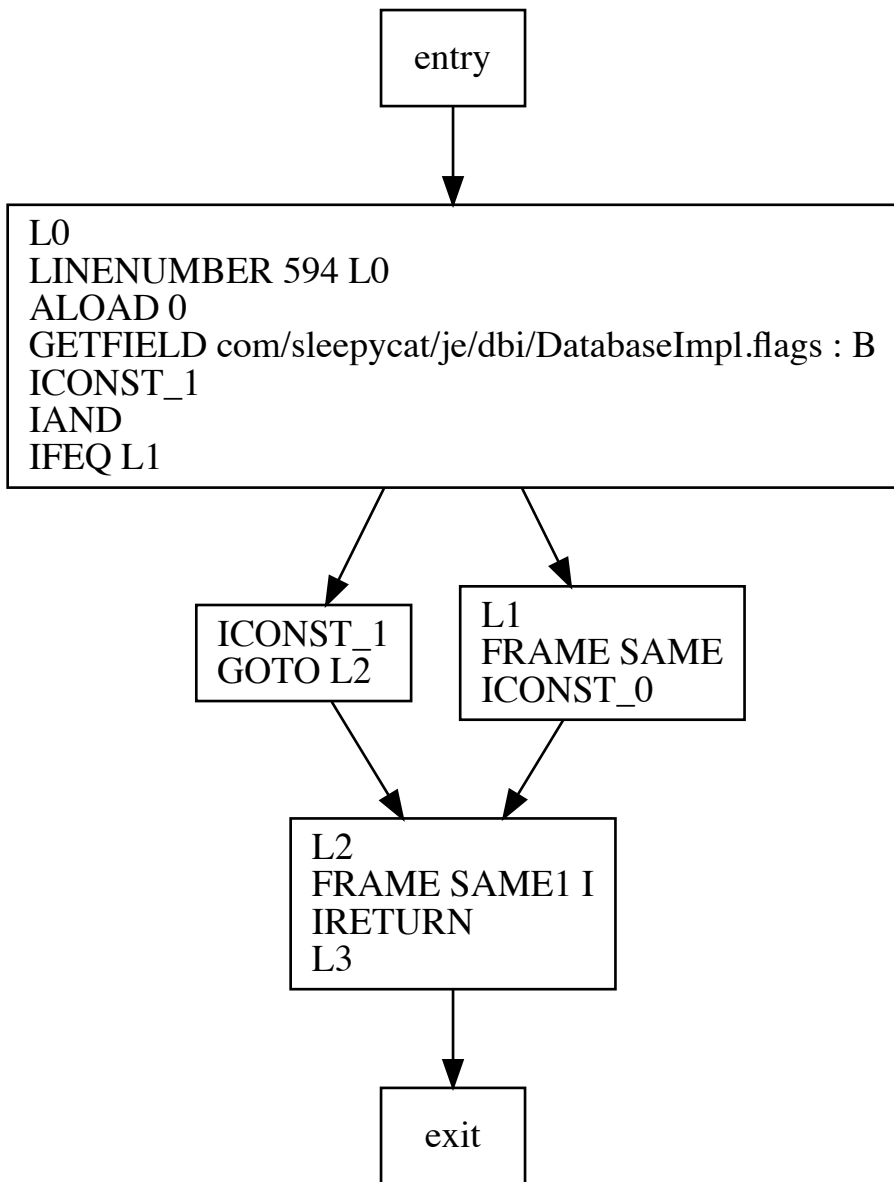 entry
L0
LINENUMBER 594 L0
ALOAD 0
GETFIELD com/sleepycat/je/dbi/DatabaseImpl.flags : B
ICONST_1
IAND
IFEQ L1
ICONST_1
GOTO L2
L1
FRAME SAME
ICONST_0
L2
FRAME SAME1 I
IRETURN
L3
exit